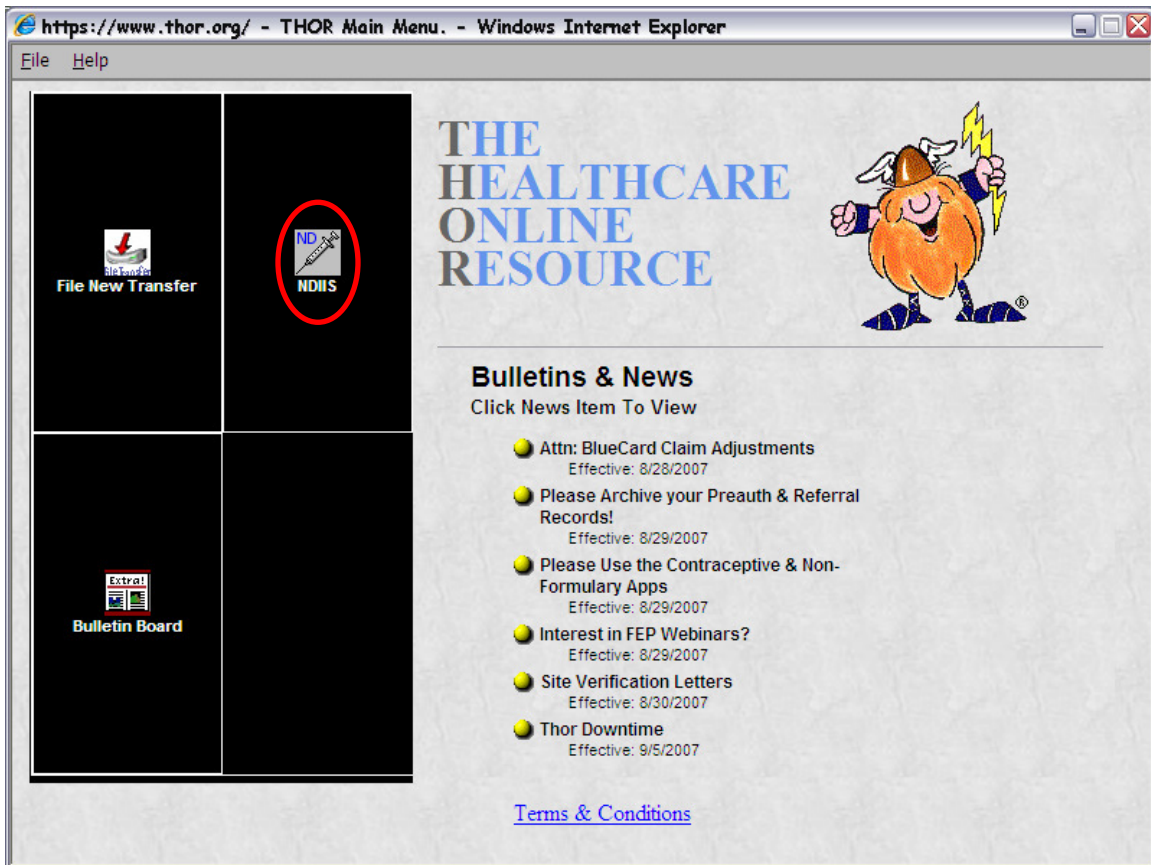 https://www.thor.org/ - THOR Main Menu. - Windows Internet Explorer
File Help
FileTransfer
File New Transfer
ND
NDIIS
Extra!
Bulletin Board
THE
HEALTHCARE
ONLINE
RESOURCE
®
Bulletins & News
Click News Item To View
Attn: BlueCard Claim Adjustments
Effective: 8/28/2007
Please Archive your Preauth & Referral
Records!
Effective: 8/29/2007
Please Use the Contraceptive & Non-
Formulary Apps
Effective: 8/29/2007
Interest in FEP Webinars?
Effective: 8/29/2007
Site Verification Letters
Effective: 8/30/2007
Thor Downtime
Effective: 9/5/2007
Terms & Conditions